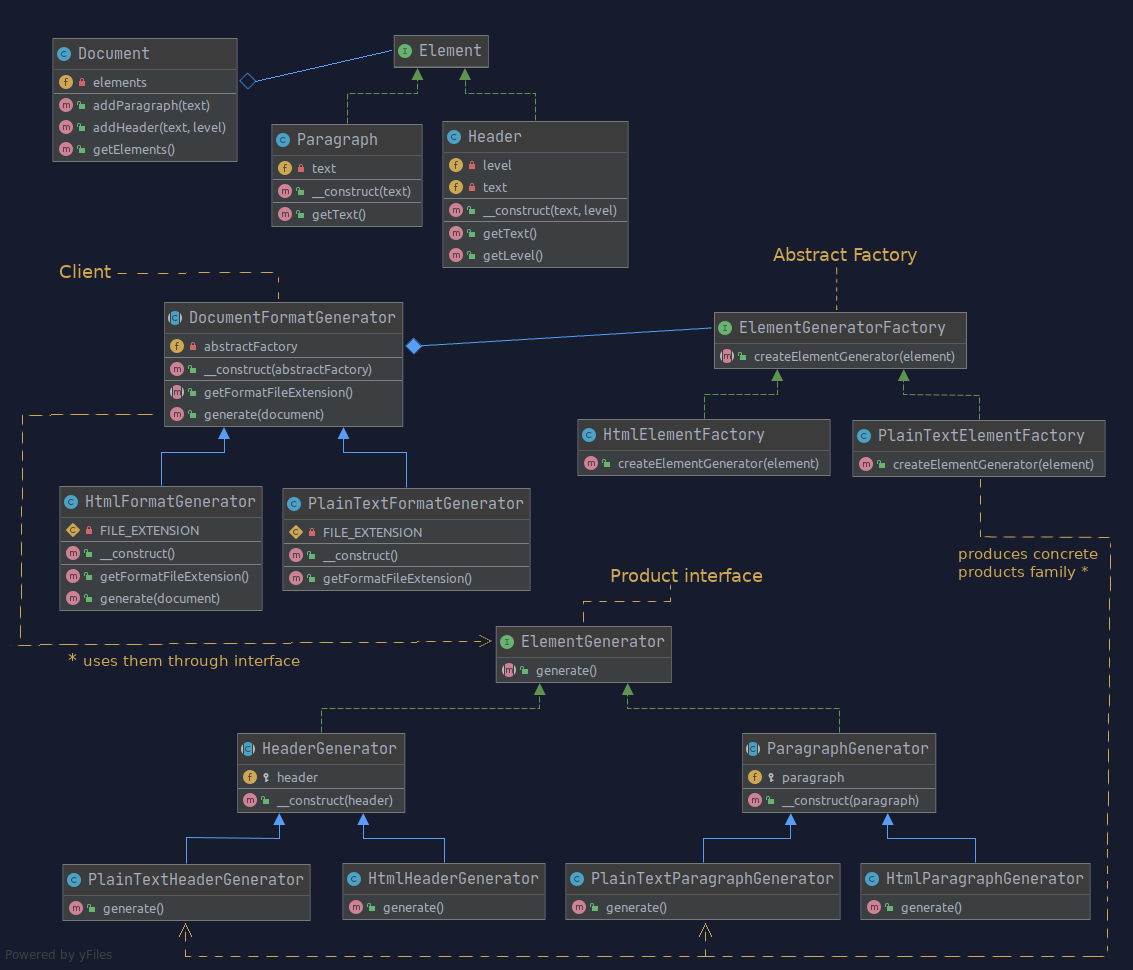 Document
elements
addParagraph(text)
addHeader(text, level)
getElements()
Element
Paragraph
text
__construct(text)
getText()
Header
level
text
__construct(text, level)
getText()
getLevel()
Client
DocumentFormatGenerator
abstractFactory
__construct(abstractFactory)
getFormatFileExtension()
generate(document)
Abstract Factory
ElementGeneratorFactory
createElementGenerator(element)
HtmlElementFactory
createElementGenerator(element)
PlainTextElementFactory
createElementGenerator(element)
HtmlFormatGenerator
FILE_EXTENSION
__construct()
getFormatFileExtension()
generate(document)
PlainTextFormatGenerator
FILE_EXTENSION
__construct()
getFormatFileExtension()
produces concrete
products family *
Product interface
ElementGenerator
generate()
* uses them through interface
HeaderGenerator
header
__construct(header)
ParagraphGenerator
paragraph
__construct(paragraph)
PlainTextHeaderGenerator
generate()
HtmlHeaderGenerator
generate()
PlainTextParagraphGenerator
generate()
HtmlParagraphGenerator
generate()
Powered by yFiles